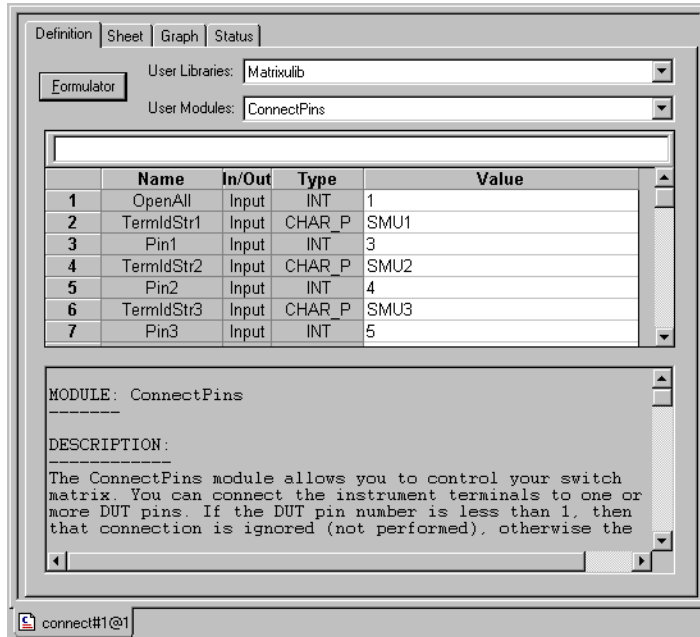 Definition Sheet Graph Status
Formulator
User Libraries: Matrixulib
User Modules: ConnectPins
Name In/Out Type Value
1 OpenAll Input INT 1
2 TermIdStr1 Input CHAR_P SMU1
3 Pin1 Input INT 3
4 TermIdStr2 Input CHAR_P SMU2
5 Pin2 Input INT 4
6 TermIdStr3 Input CHAR_P SMU3
7 Pin3 Input INT 5
MODULE: ConnectPins
-------
DESCRIPTION:
------------
The ConnectPins module allows you to control your switch
matrix. You can connect the instrument terminals to one or
more DUT pins. If the DUT pin number is less than 1, then
that connection is ignored (not performed), otherwise the
connect#1@1